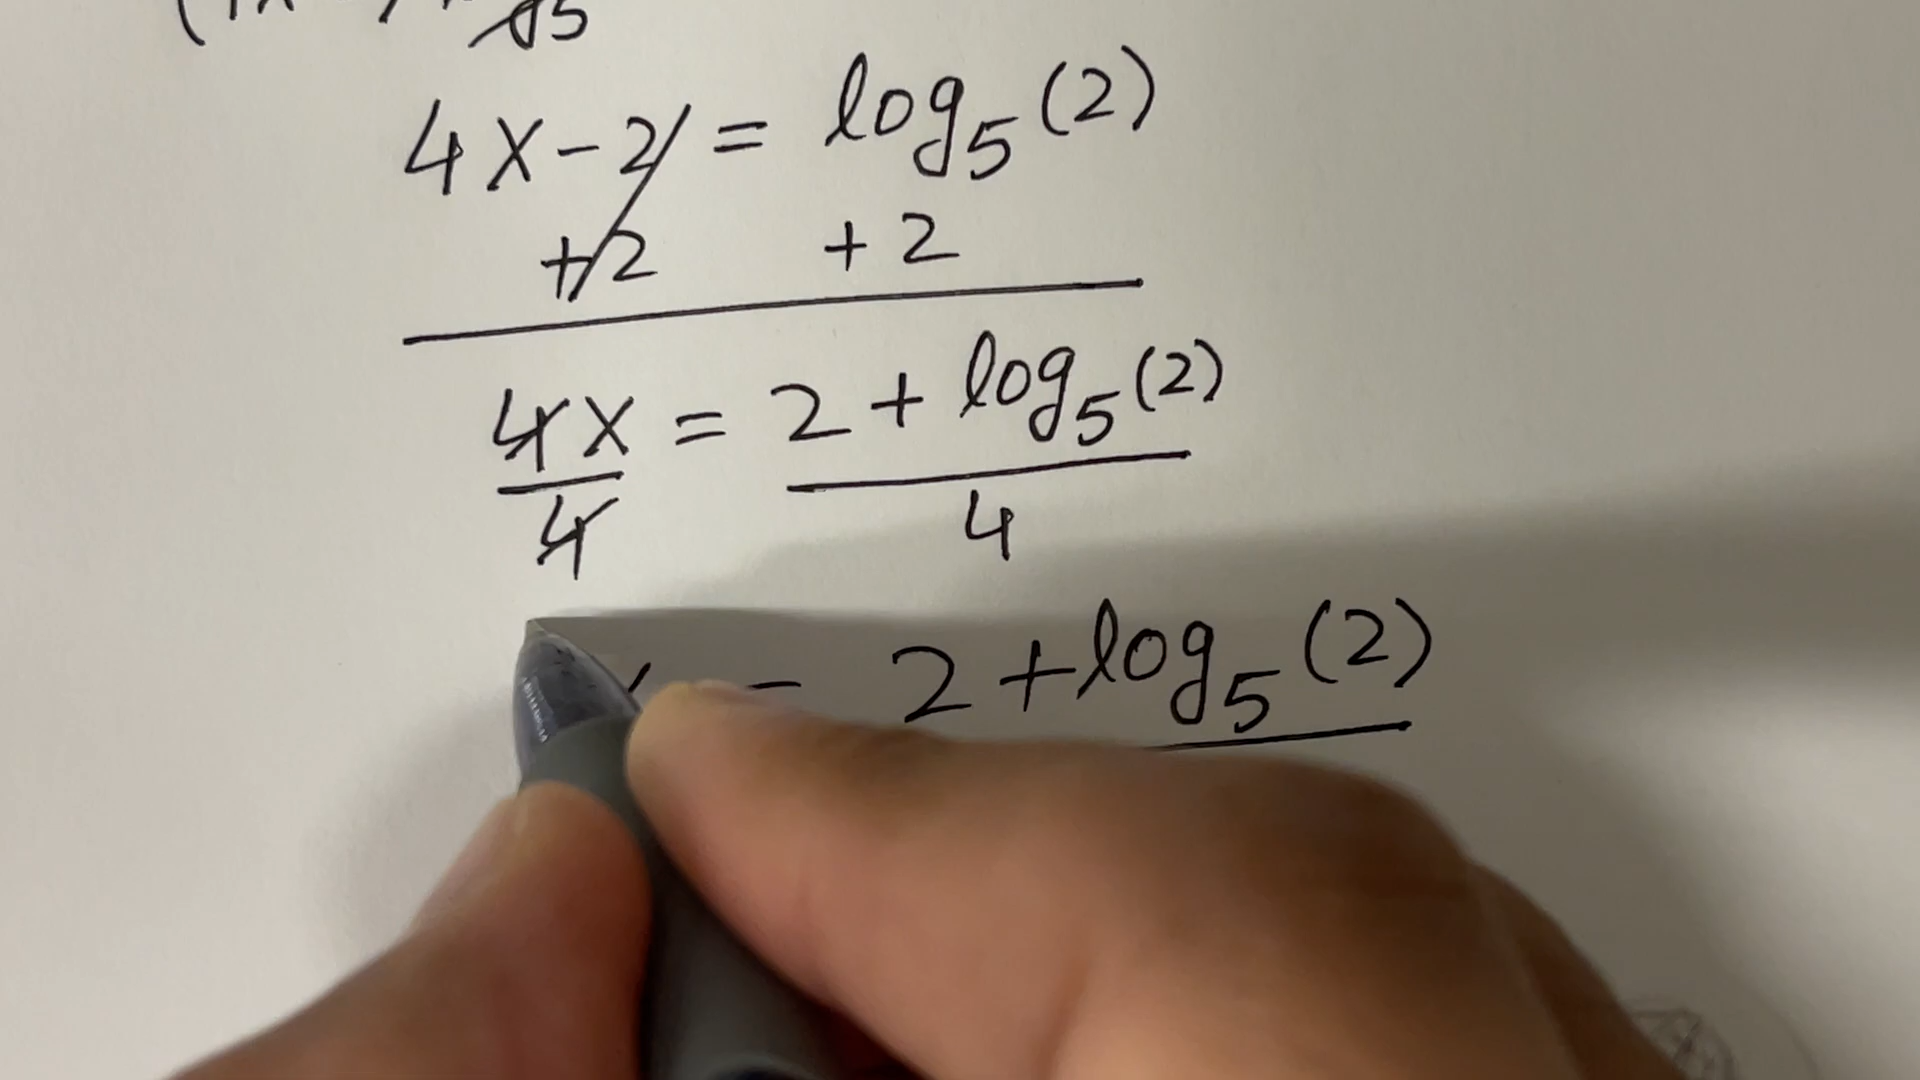 4x-2 = log₅(2)
+2 +2
4x = 2 + log₅(2)
4 4
2 + log₅(2)